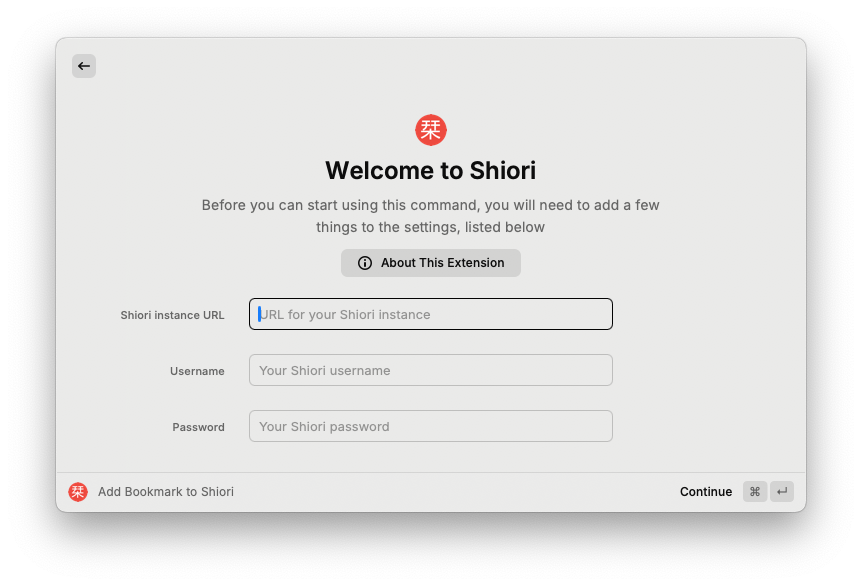 栞
Welcome to Shiori
Before you can start using this command, you will need to add a few
things to the settings, listed below
About This Extension
Shiori instance URL
URL for your Shiori instance
Username
Your Shiori username
Password
Your Shiori password
栞 Add Bookmark to Shiori
Continue ⌘ ↵